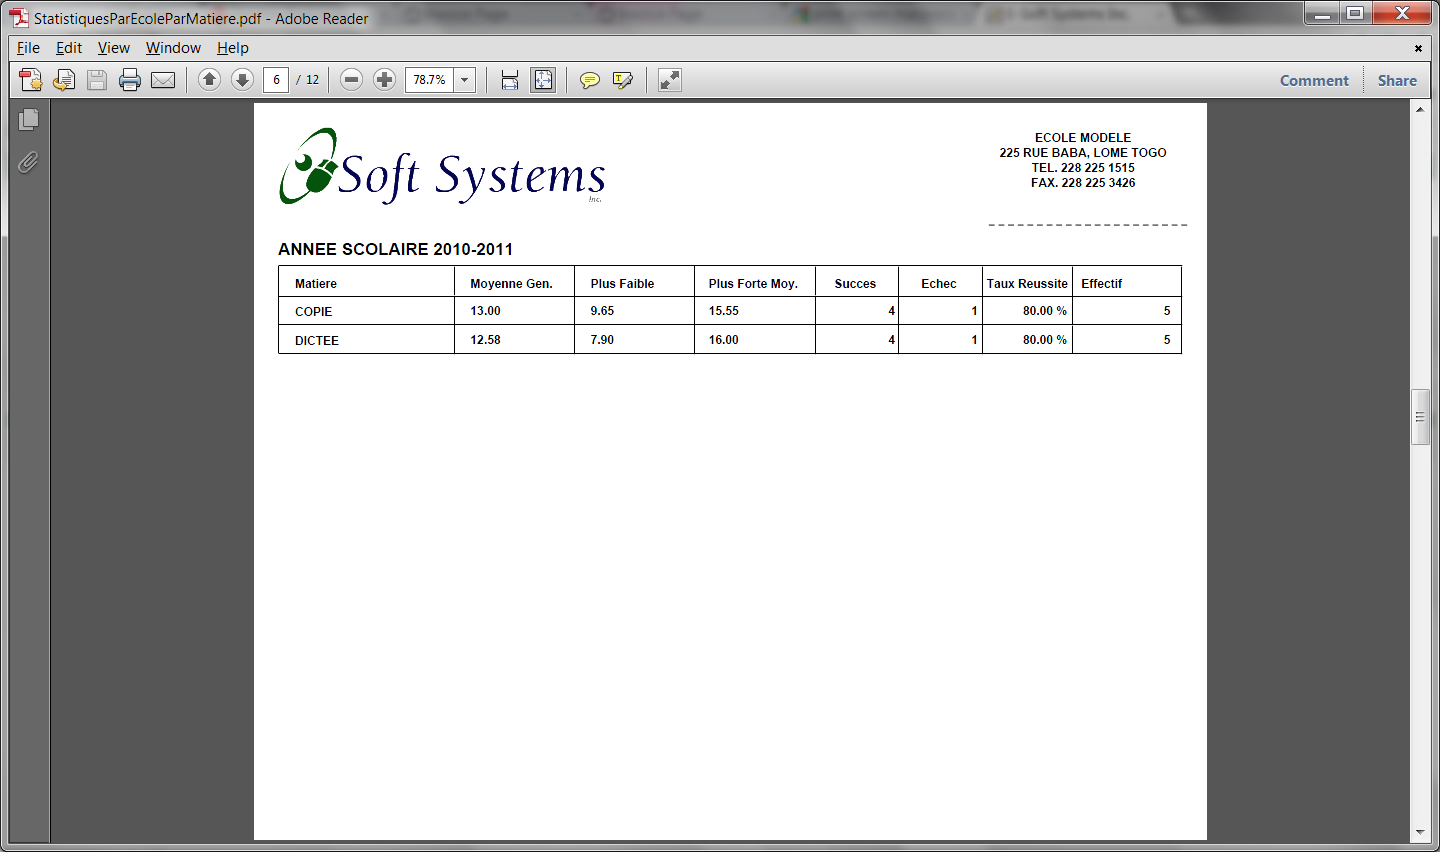 StatistiquesParEcoleParMatiere.pdf - Adobe Reader
File Edit View Window Help
6 / 12 78.7% Comment Share
Soft Systems
Inc.
ECOLE MODELE
225 RUE BABA, LOME TOGO
TEL. 228 225 1515
FAX. 228 225 3426
ANNEE SCOLAIRE 2010-2011
Matiere Moyenne Gen. Plus Faible Plus Forte Moy. Succes Echec Taux Reussite Effectif
COPIE 13.00 9.65 15.55 4 1 80.00 % 5
DICTEE 12.58 7.90 16.00 4 1 80.00 % 5